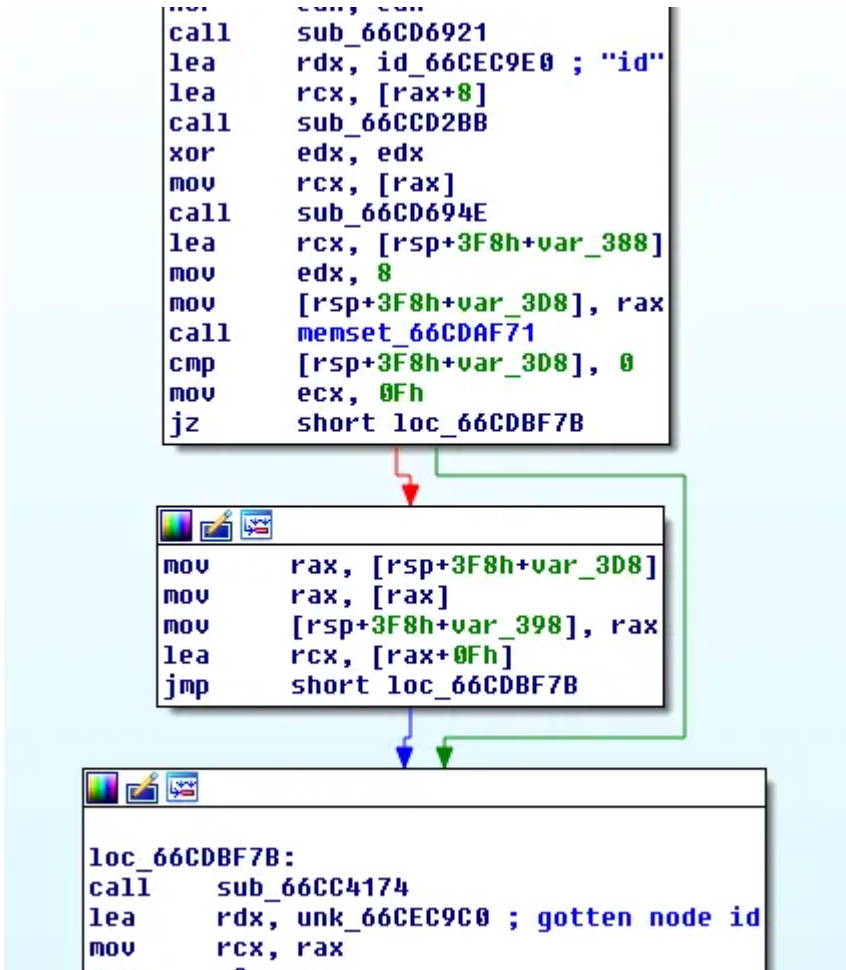 call sub_66CD6921
lea rdx, id_66CEC9E0 ; "id"
lea rcx, [rax+8]
call sub_66CCD2BB
xor edx, edx
mov rcx, [rax]
call sub_66CD694E
lea rcx, [rsp+3F8h+var_388]
mov edx, 8
mov [rsp+3F8h+var_3D8], rax
call memset_66CDAF71
cmp [rsp+3F8h+var_3D8], 0
mov ecx, 0Fh
jz short loc_66CDBF7B
mov rax, [rsp+3F8h+var_3D8]
mov rax, [rax]
mov [rsp+3F8h+var_398], rax
lea rcx, [rax+0Fh]
jmp short loc_66CDBF7B
loc_66CDBF7B:
call sub_66CC4174
lea rdx, unk_66CEC9C0 ; gotten node id
mov rcx, rax